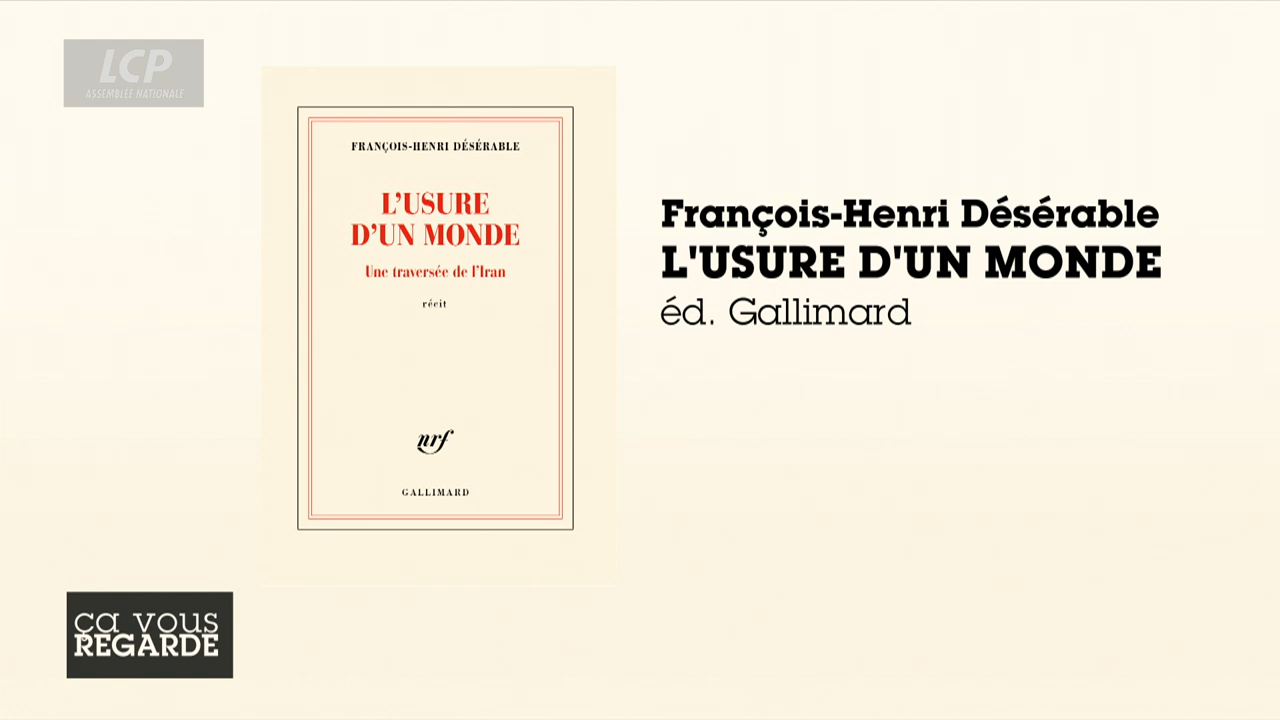 LCP
ASSEMBLÉE NATIONALE
FRANÇOIS-HENRI DÉSÉRABLE
L'USURE
D'UN MONDE
Une traversée de l'Iran
récit
nrf
GALLIMARD
François-Henri Désérable
L'USURE D'UN MONDE
éd. Gallimard
ça vous
REGARDE